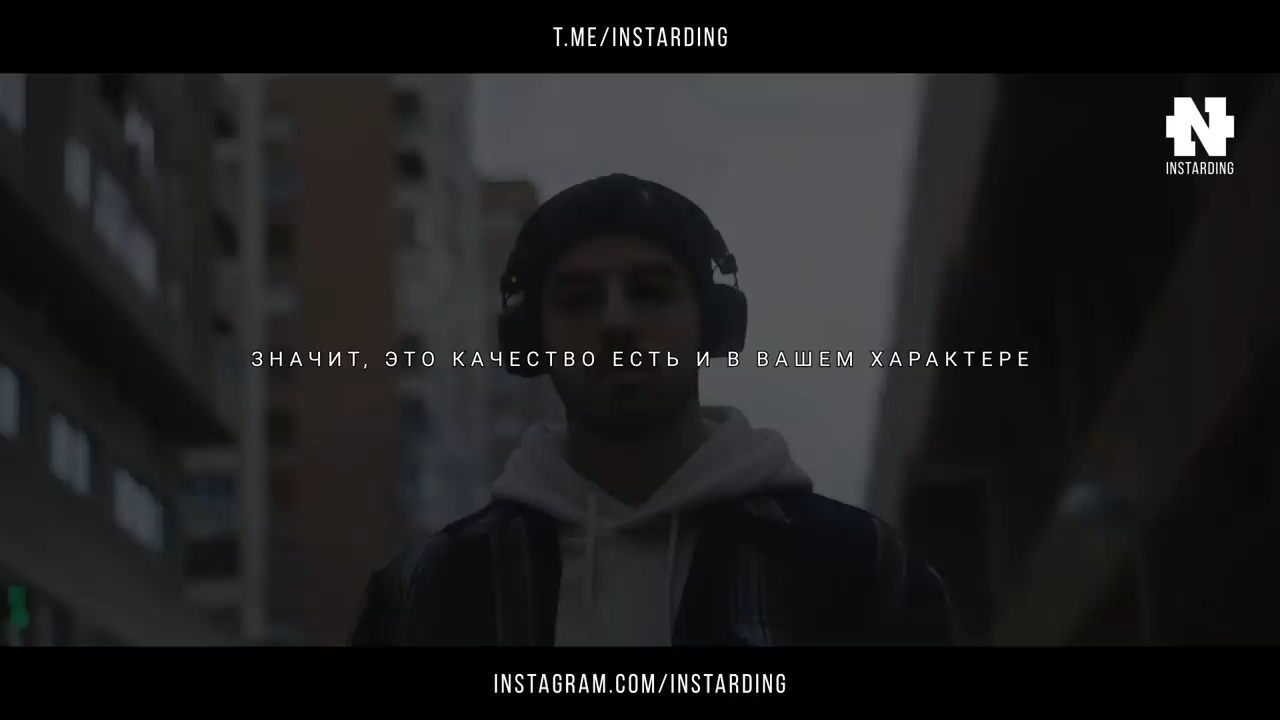 T.ME/INSTARDING
N
INSTARDING
ЗНАЧИТ, ЭТО КАЧЕСТВО ЕСТЬ И В ВАШЕМ ХАРАКТЕРЕ
INSTAGRAM.COM/INSTARDING